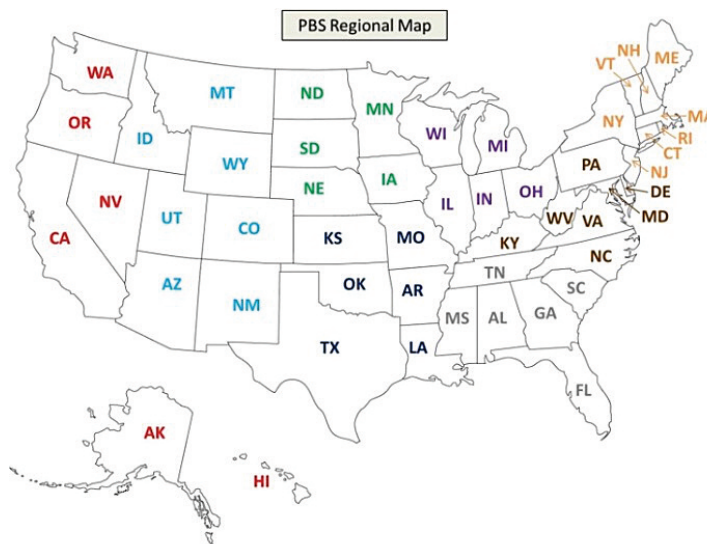 PBS Regional Map
WA
OR
CA
NV
AK
HI
MT
ID
WY
UT
CO
AZ
NM
ND
SD
NE
MN
IA
KS
OK
TX
MO
AR
LA
WI
MI
IL
IN
OH
PA
WV
VA
KY
NC
DE
MD
TN
MS
AL
GA
SC
FL
ME
NH
VT
NY
MA
RI
CT
NJ